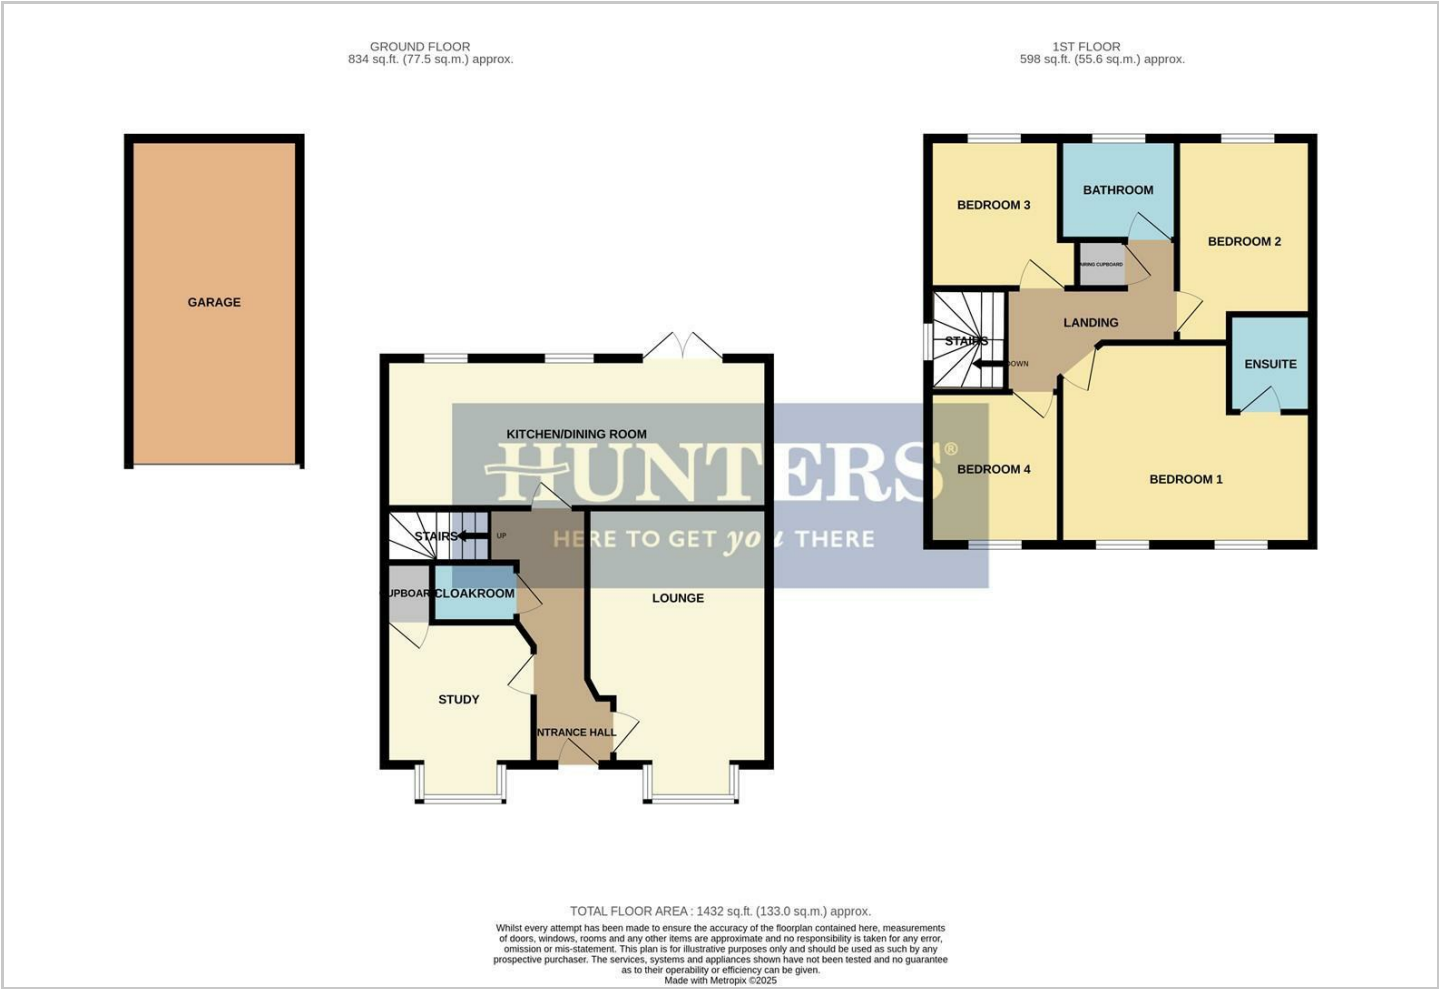 GROUND FLOOR
834 sq.ft. (77.5 sq.m.) approx.
1ST FLOOR
598 sq.ft. (55.6 sq.m.) approx.
GARAGE
KITCHEN/DINING ROOM
STAIRS
UP
CUPBOARD
CLOAKROOM
LOUNGE
STUDY
ENTRANCE HALL
BEDROOM 3
BATHROOM
BEDROOM 2
AIRING CUPBOARD
LANDING
STAIRS
DOWN
ENSUITE
BEDROOM 4
BEDROOM 1
HUNTERS®
HERE TO GET you THERE
TOTAL FLOOR AREA : 1432 sq.ft. (133.0 sq.m.) approx.
Whilst every attempt has been made to ensure the accuracy of the floorplan contained here, measurements
of doors, windows, rooms and any other items are approximate and no responsibility is taken for any error,
omission or mis-statement. This plan is for illustrative purposes only and should be used as such by any
prospective purchaser. The services, systems and appliances shown have not been tested and no guarantee
as to their operability or efficiency can be given.
Made with Metropix ©2025